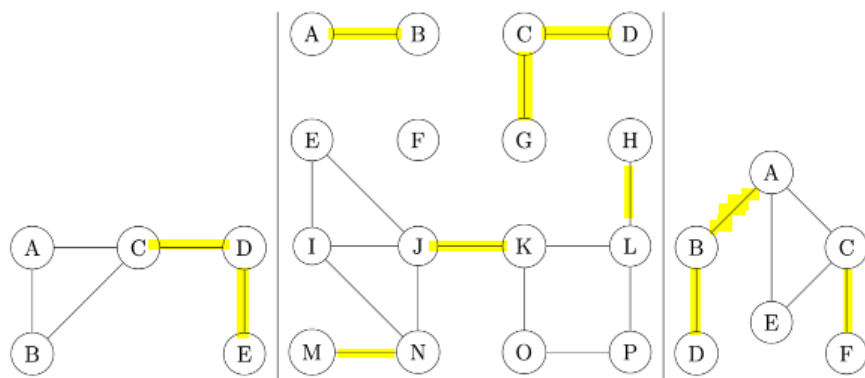 A C D
B E
A B C D
E F G H
I J K L
M N O P
A
B C
E
D F